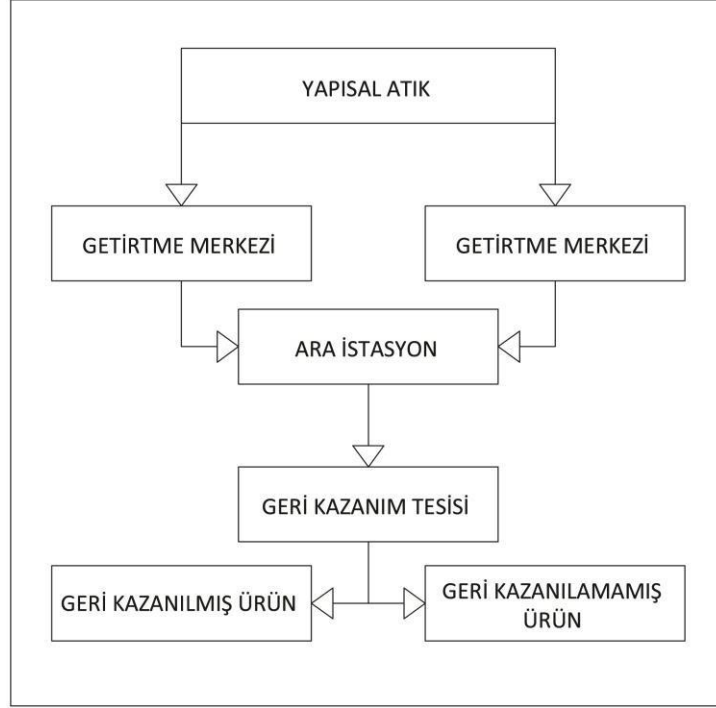 YAPISAL ATIK
GETİRTME MERKEZİ
GETİRTME MERKEZİ
ARA İSTASYON
GERİ KAZANIM TESİSİ
GERİ KAZANILMIŞ ÜRÜN
GERİ KAZANILAMAMIŞ
ÜRÜN